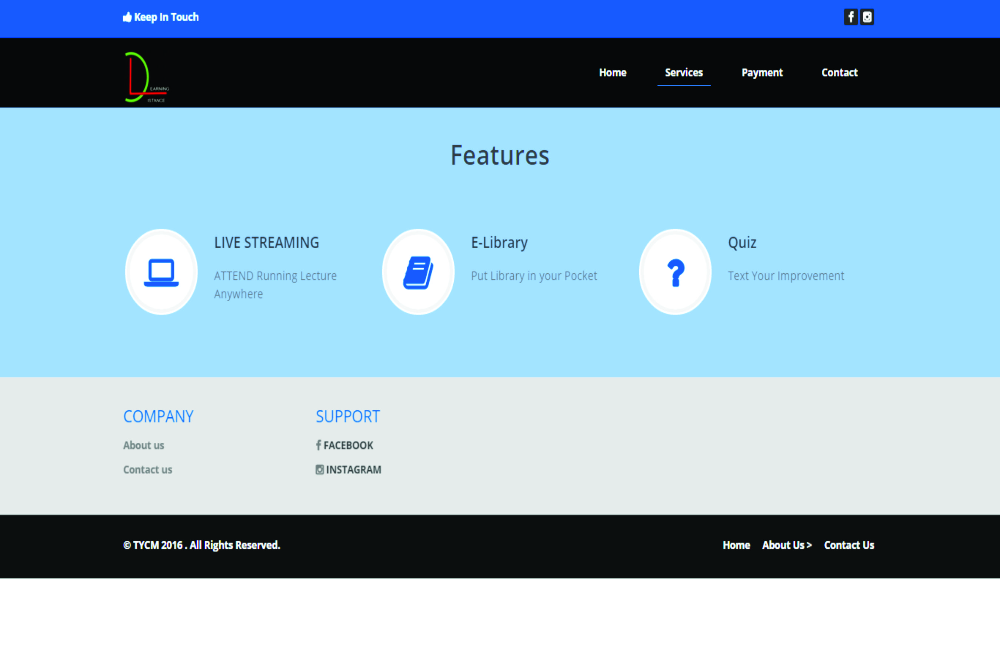 Keep In Touch
Home Services Payment Contact
EARNING
ISTANCE
Features
LIVE STREAMING
ATTEND Running Lecture
Anywhere
E-Library
Put Library in your Pocket
Quiz
Text Your Improvement
COMPANY
About us
Contact us
SUPPORT
FACEBOOK
INSTAGRAM
© TYCM 2016 . All Rights Reserved.
Home About Us > Contact Us